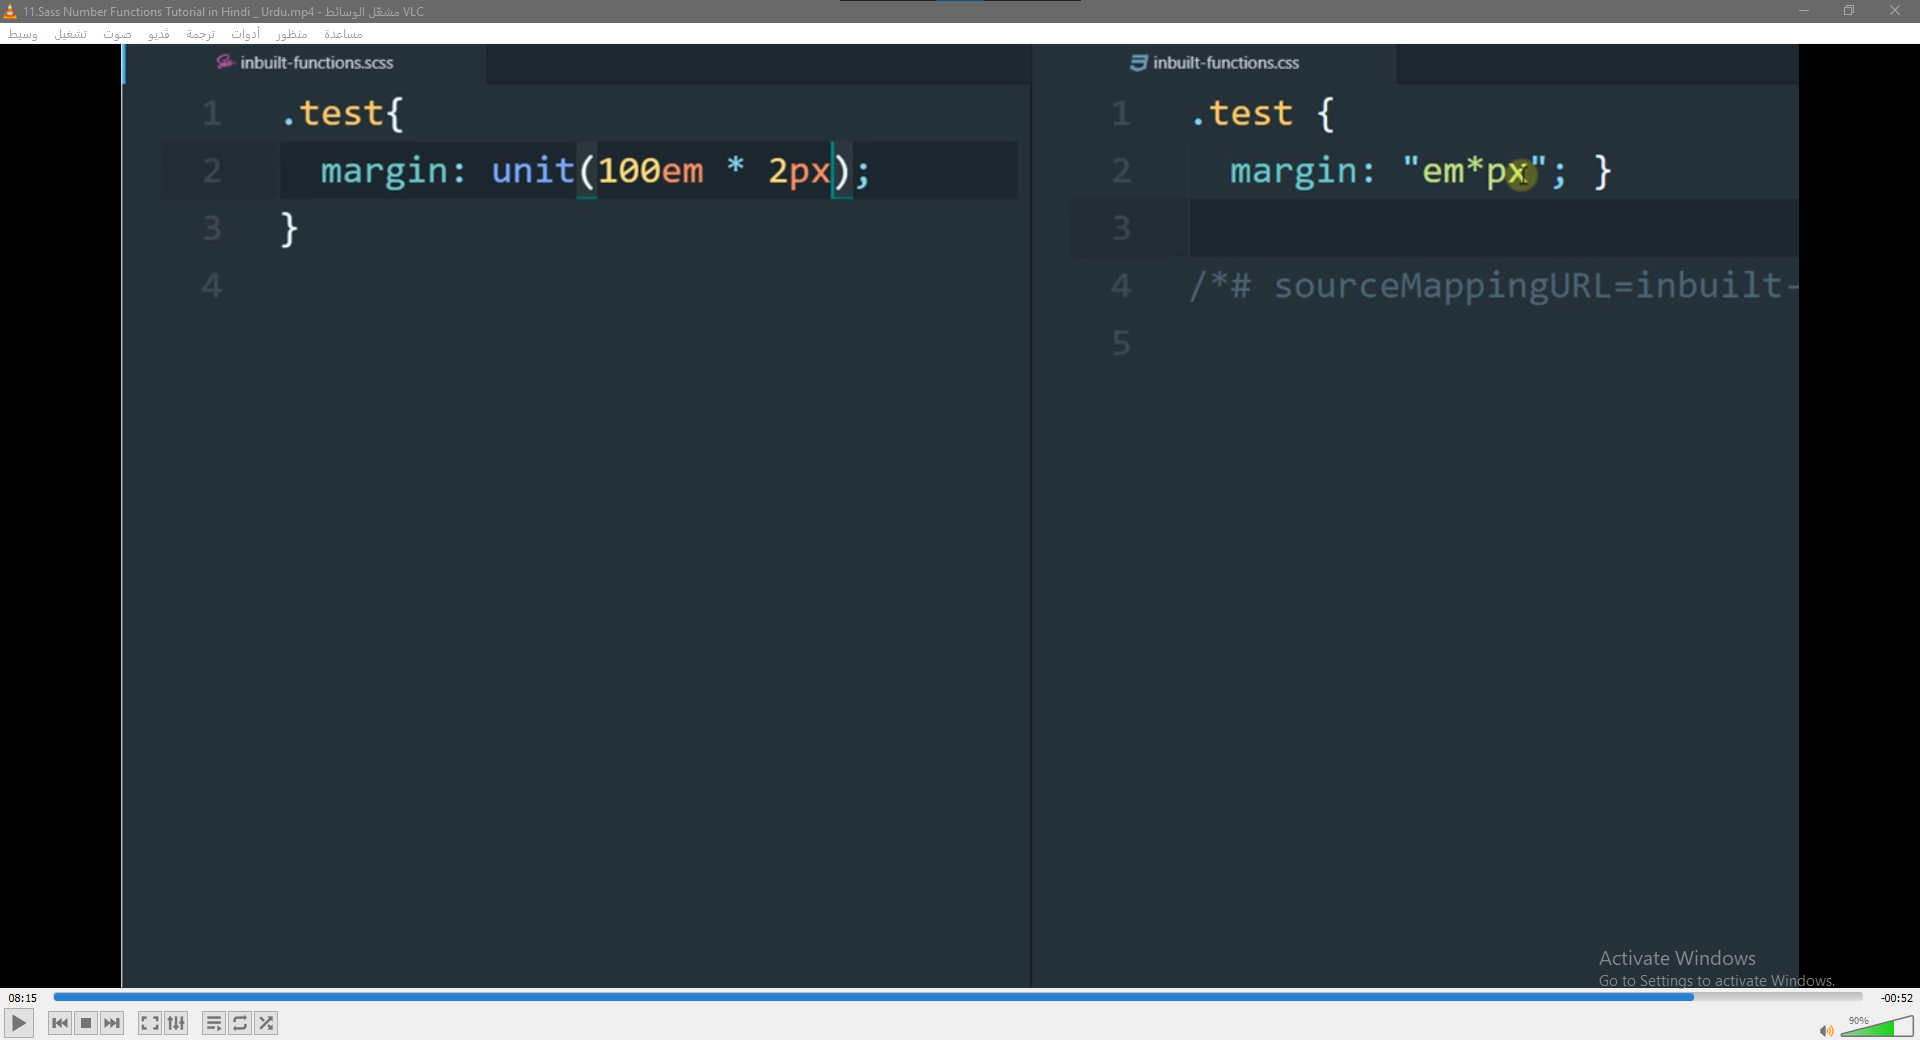 11.Sass Number Functions Tutorial in Hindi _ Urdu.mp4 - مشغّل الوسائط VLC
وسيط تشغيل صوت ڤديو ترجمة أدوات منظور مساعدة
inbuilt-functions.scss
1 .test{
2 margin: unit(100em * 2px);
3 }
4
inbuilt-functions.css
1 .test {
2 margin: "em*px"; }
3
4 /*# sourceMappingURL=inbuilt-
5
Activate Windows
Go to Settings to activate Windows.
08:15
-00:52
90%